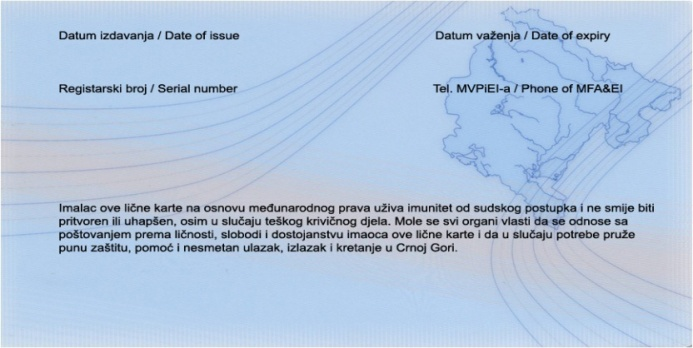 Datum izdavanja / Date of issue
Datum važenja / Date of expiry
Registarski broj / Serial number
Tel. MVPiEI-a / Phone of MFA&EI
Imalac ove lične karte na osnovu međunarodnog prava uživa imunitet od sudskog postupka i ne smije biti
pritvoren ili uhapšen, osim u slučaju teškog krivičnog djela. Mole se svi organi vlasti da se odnose sa
poštovanjem prema ličnosti, slobodi i dostojanstvu imaoca ove lične karte i da u slučaju potrebe pruže
punu zaštitu, pomoć i nesmetan ulazak, izlazak i kretanje u Crnoj Gori.